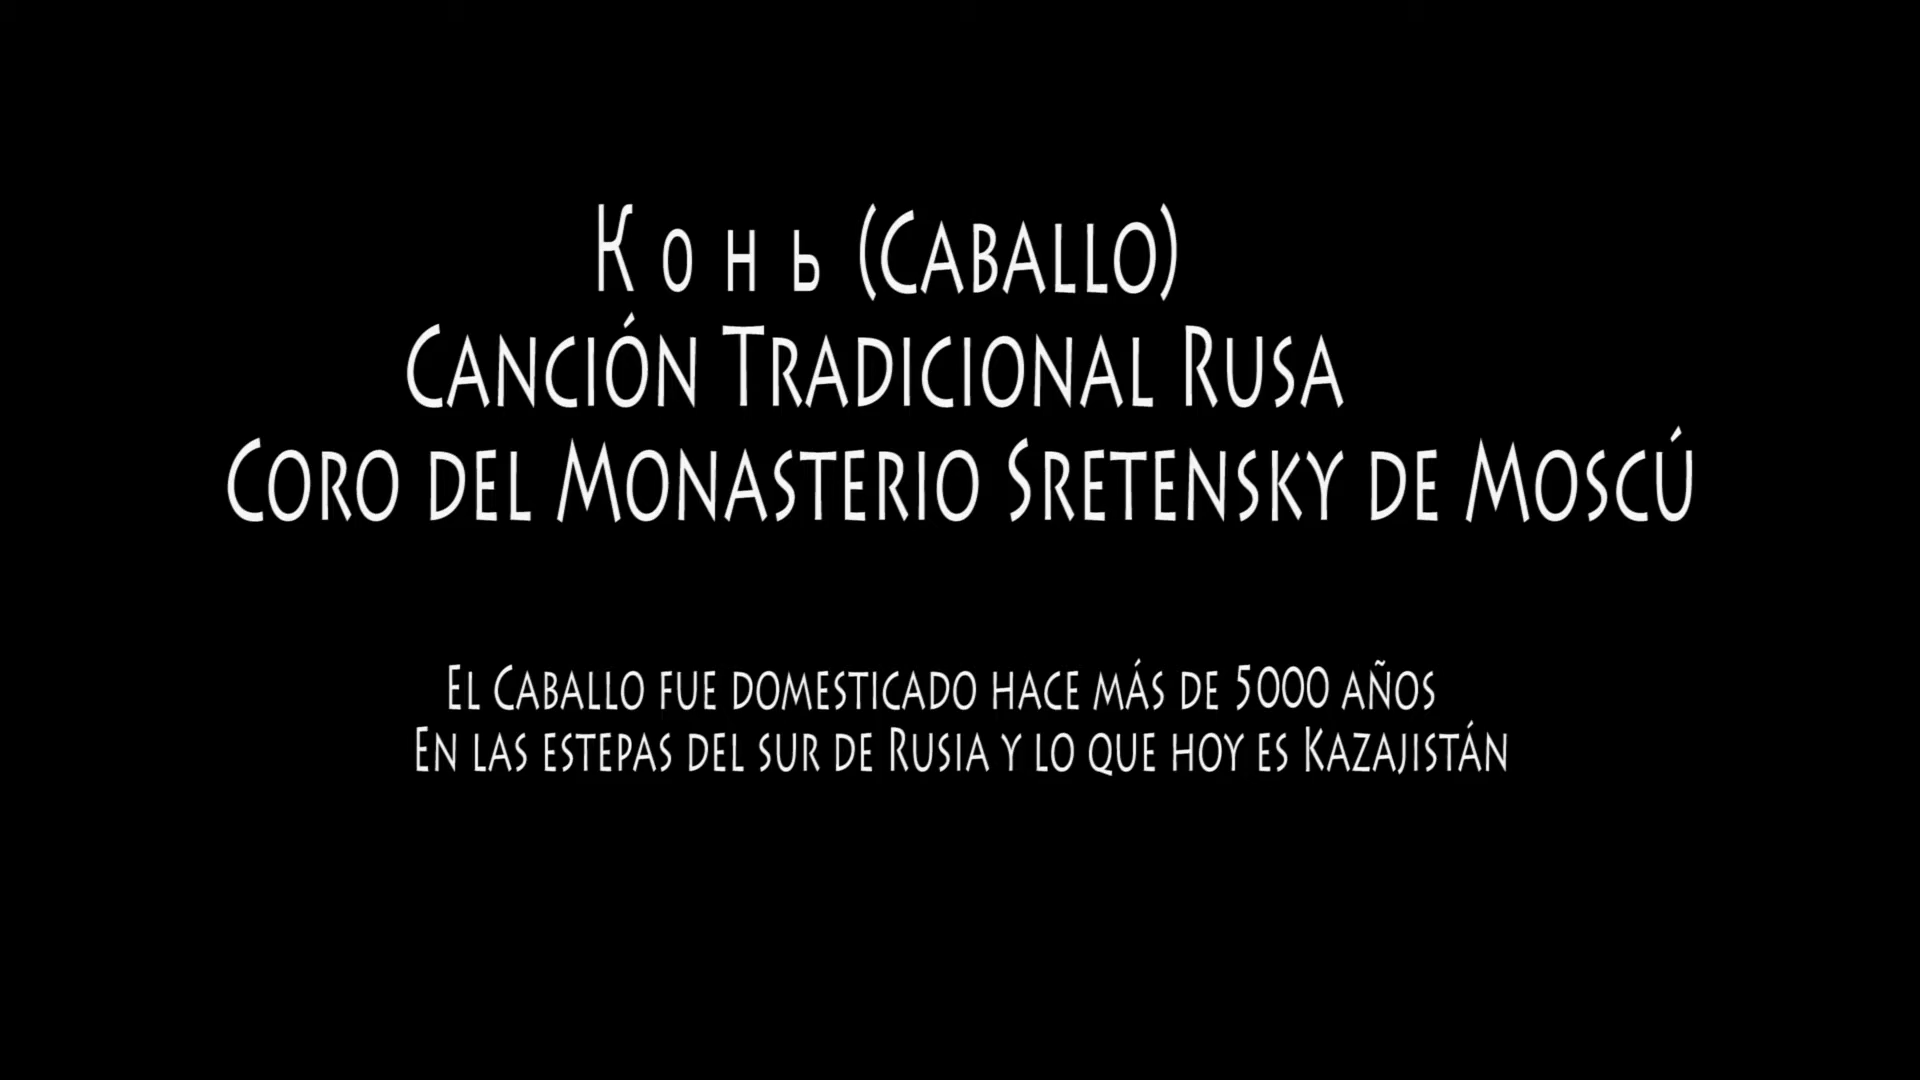 Конь (Caballo)
Canción Tradicional Rusa
Coro del Monasterio Sretensky de Moscú
El Caballo fue domesticado hace más de 5000 años
En las estepas del sur de Rusia y lo que hoy es Kazajistán